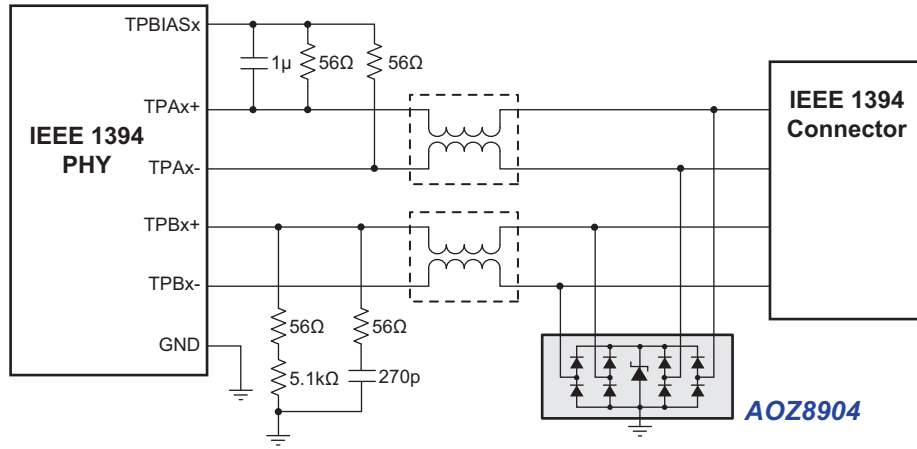 TPBIASx
1µ
56Ω
56Ω
TPAx+
IEEE 1394
PHY
TPAx-
TPBx+
TPBx-
GND
56Ω
56Ω
5.1kΩ
270p
IEEE 1394
Connector
AOZ8904